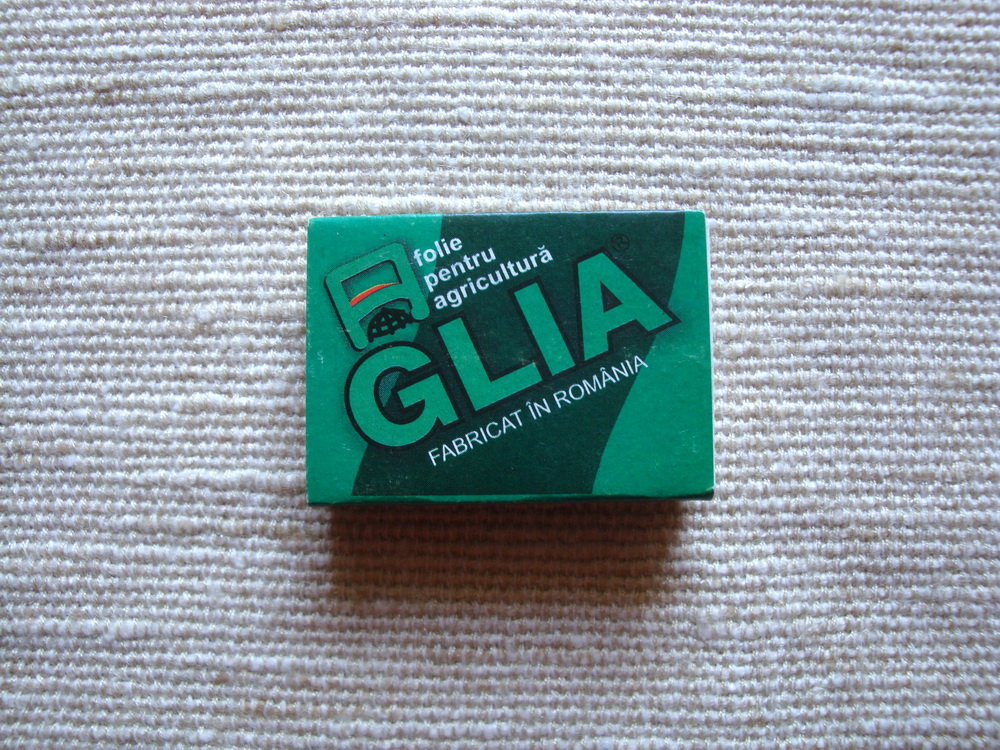 folie
pentru
agricultură
GLIA®
FABRICAT ÎN ROMÂNIA